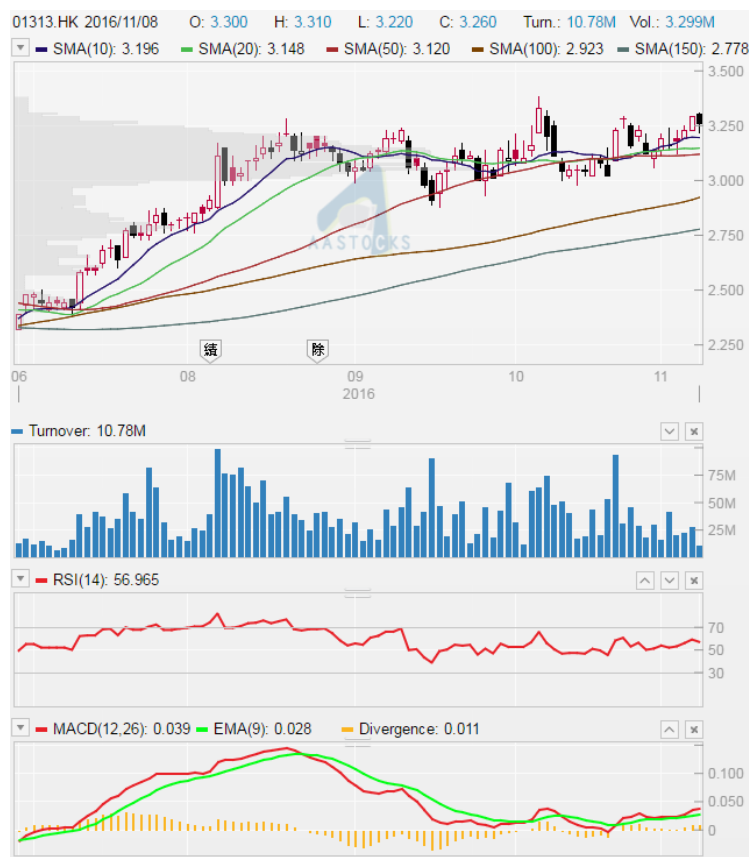 01313.HK 2016/11/08 O: 3.300 H: 3.310 L: 3.220 C: 3.260 Turn.: 10.78M Vol.: 3.299M
SMA(10): 3.196 SMA(20): 3.148 SMA(50): 3.120 SMA(100): 2.923 SMA(150): 2.778
3.500
3.250
3.000
AASTOCKS
2.750
2.500
績 除
2.250
06 08 09 10 11
2016
Turnover: 10.78M
75M
50M
25M
RSI(14): 56.965
70
50
30
MACD(12,26): 0.039 EMA(9): 0.028 Divergence: 0.011
0.100
0.050
0